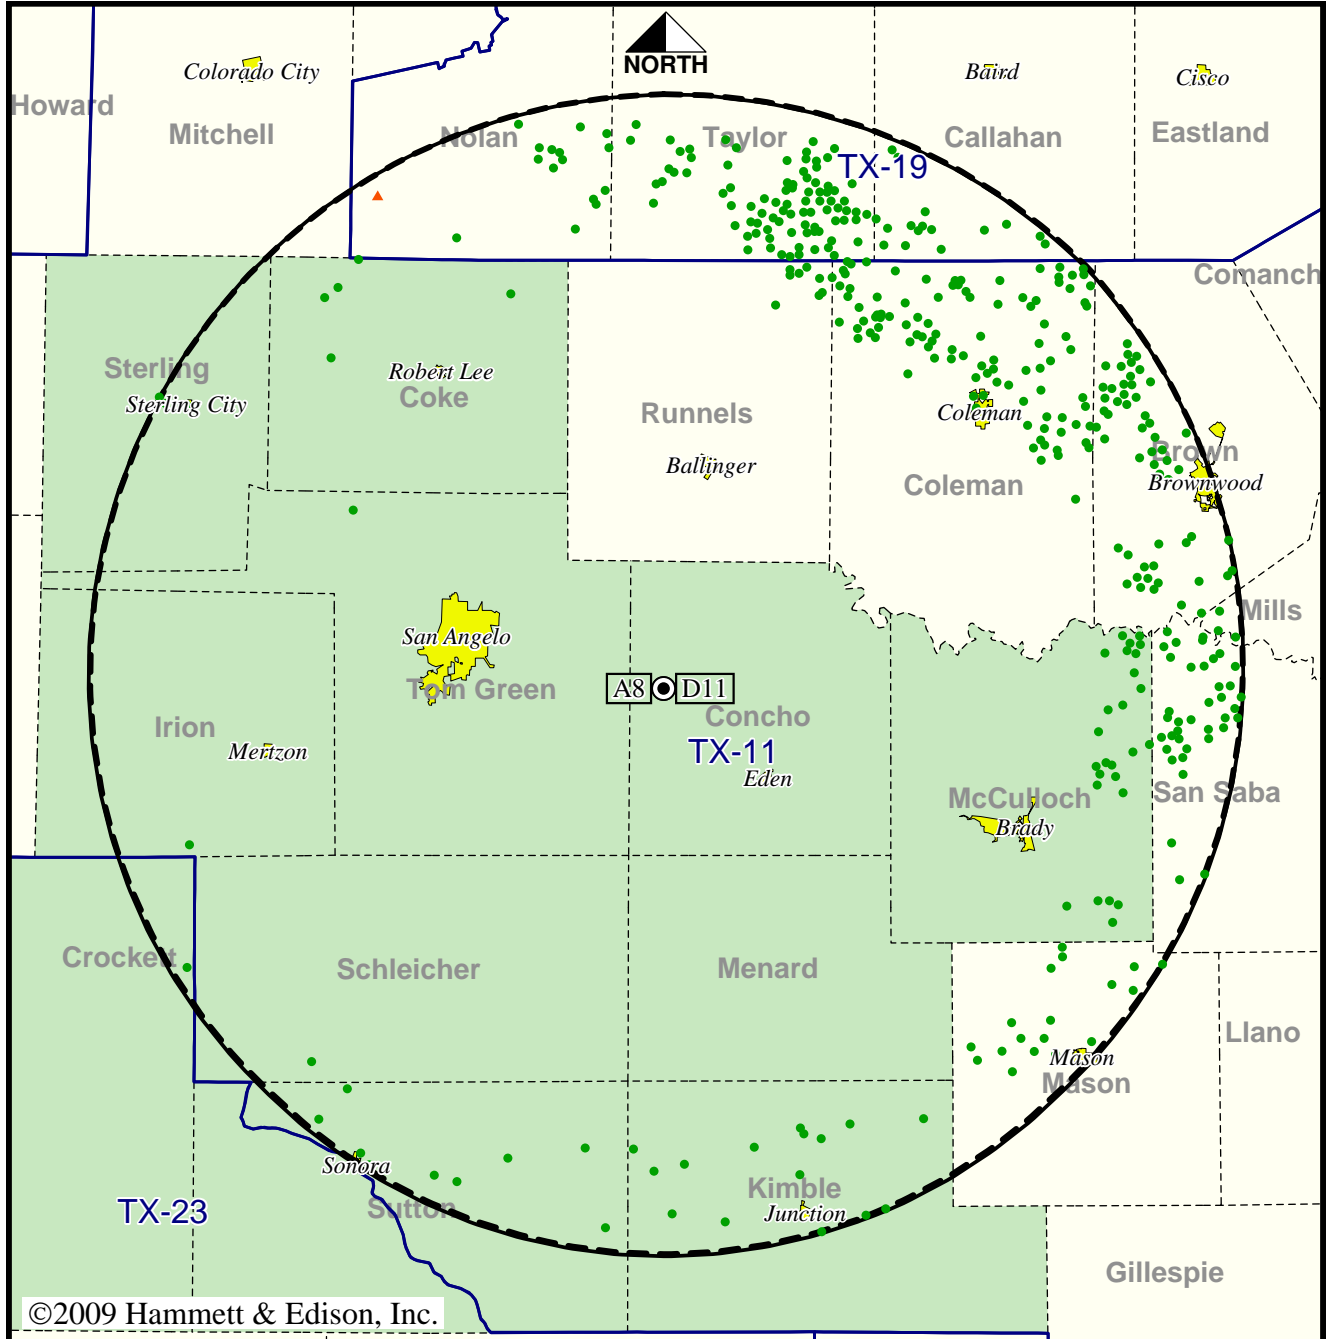 NORTH
Colorado City
Baird
Cisco
Howard
Mitchell
Nolan
Taylor
Callahan
Eastland
TX-19
Comanch
Sterling
Sterling City
Robert Lee
Coke
Runnels
Ballinger
Coleman
Coleman
Brown
Brownwood
San Angelo
Tom Green
A8
D11
Concho
TX-11
Eden
Mills
Irion
Mertzon
McCulloch
Brady
San Saba
Crockett
Schleicher
Menard
Llano
Mason
Mason
Sonora
Sutton
Kimble
Junction
TX-23
Gillespie
©2009 Hammett & Edison, Inc.